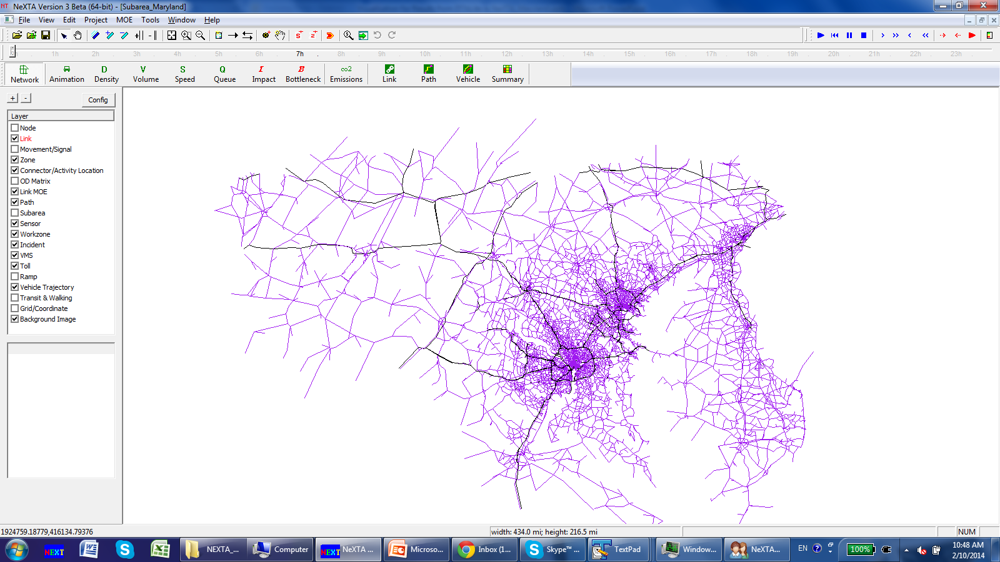 NeXTA Version 3 Beta (64-bit) - [Subarea_Maryland]
File View Edit Project MOE Tools Window Help
1h 2h 3h 4h 5h 6h 7h 8h 9h 10h 11h 12h 13h 14h 15h 16h 17h 18h 19h 20h 21h 22h 23h
Network Animation Density Volume Speed Queue Impact Bottleneck Emissions Link Path Vehicle Summary
+ - Config
Layer
Node
Link
Movement/Signal
Zone
Connector/Activity Location
OD Matrix
Link MOE
Path
Subarea
Sensor
Workzone
Incident
VMS
Toll
Ramp
Vehicle Trajectory
Transit & Walking
Grid/Coordinate
Background Image
1924759.18779,416134.79376 width: 434.0 mi; height: 216.5 mi NUM
NEXTA_... Computer NeXTA ... Microso... Inbox (1... Skype™ ... TextPad Window... NeXTA... EN 100% 10:48 AM
2/10/2014